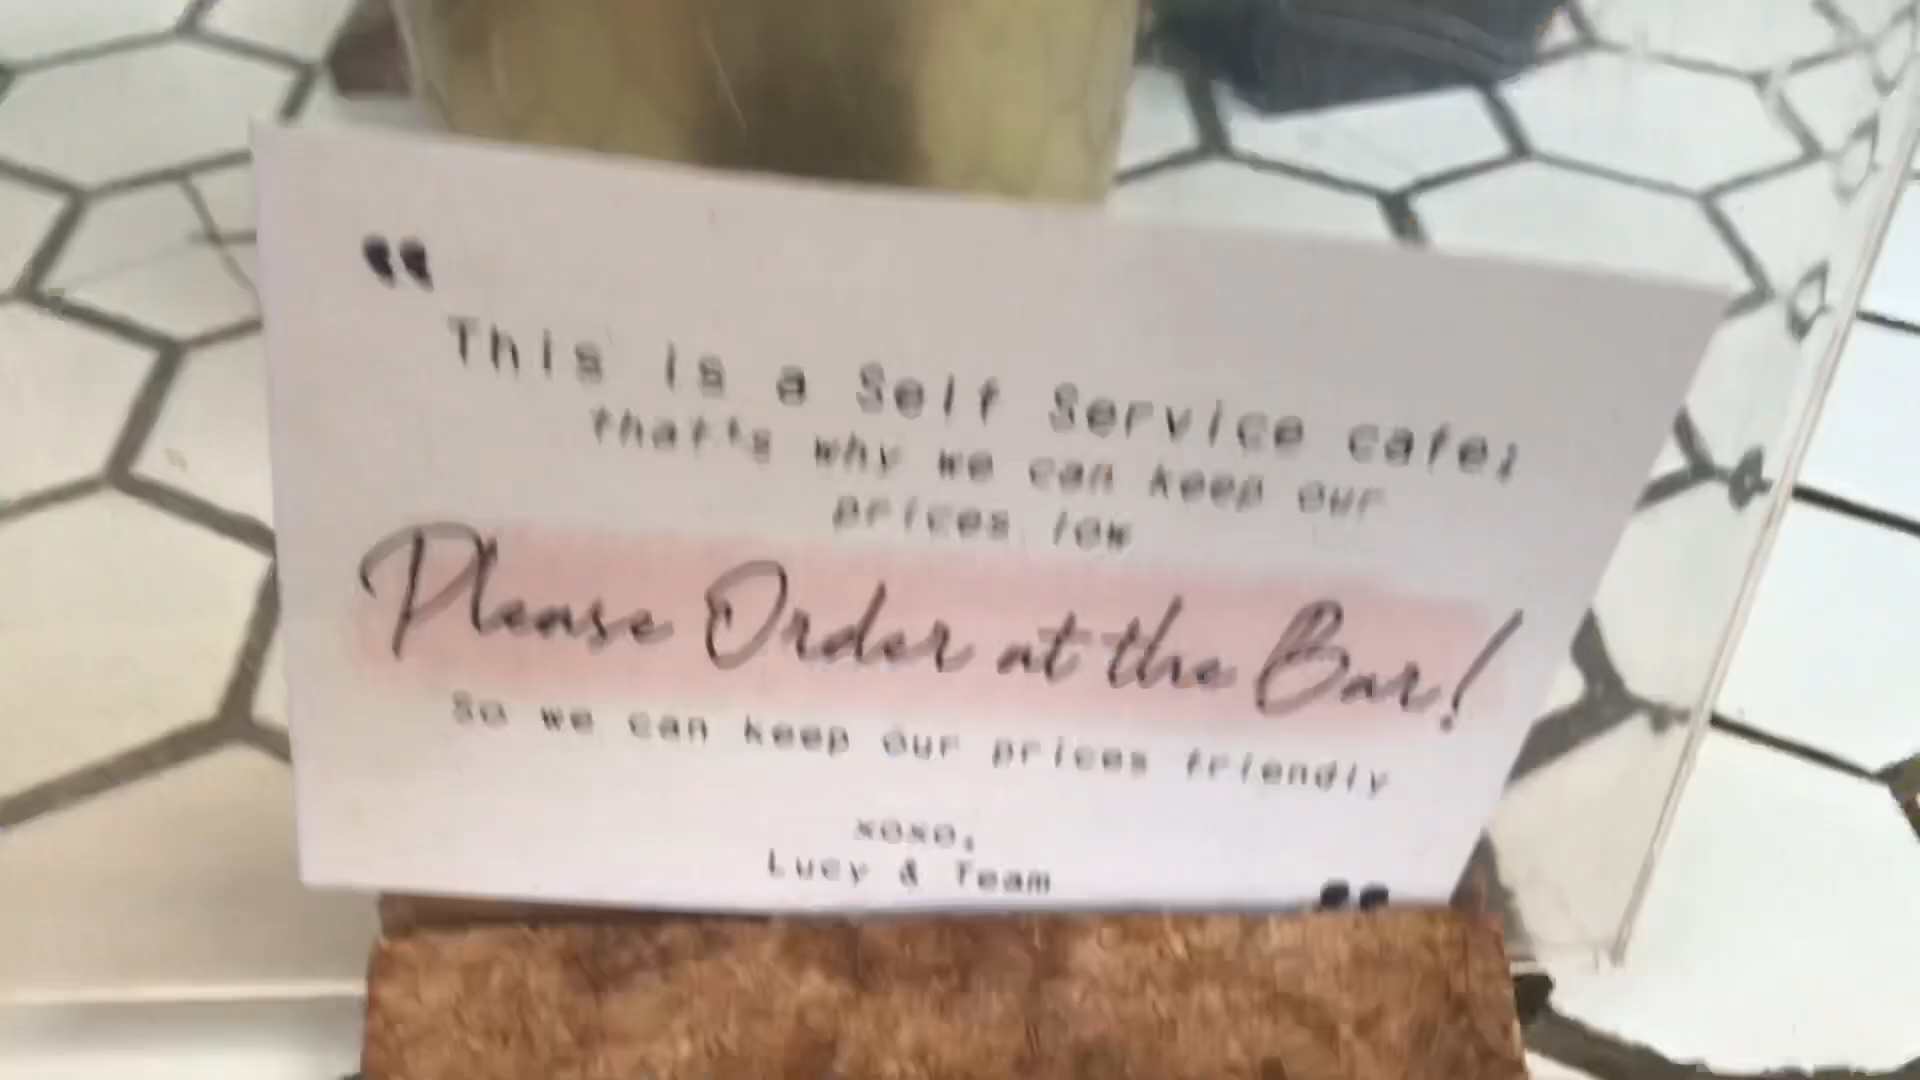 “
This is a Self Service cafe;
that's why we can keep our
prices low
Please Order at the Bar!
So we can keep our prices friendly
xoxo,
Lucy & Team
”